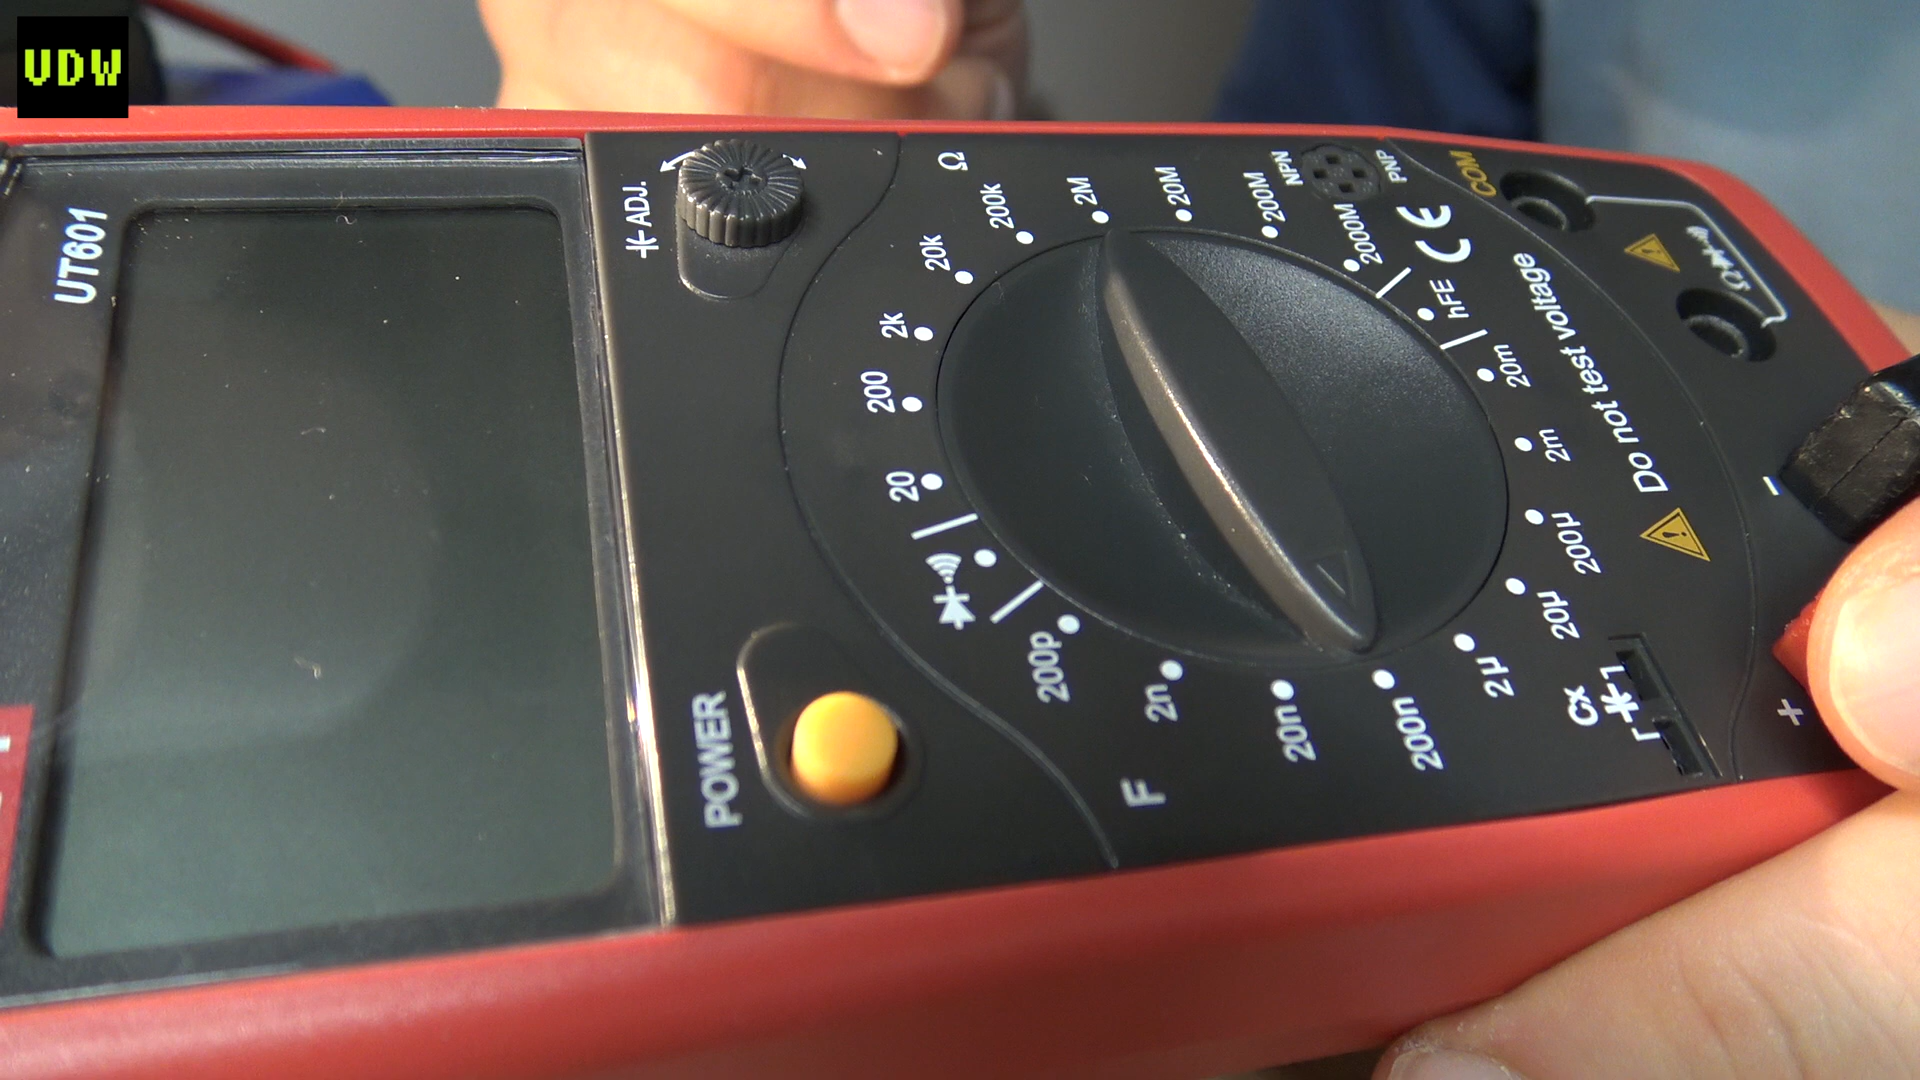 VDW
UT601
ADJ.
POWER
Ω
200k
2M
20M
200M
2000M
20k
2k
200
20
200p
2n
20n
200n
2µ
20µ
200µ
2m
20m
hFE
F
NPN
PNP
CE
COM
Ω
Do not test voltage
Cx
-
+